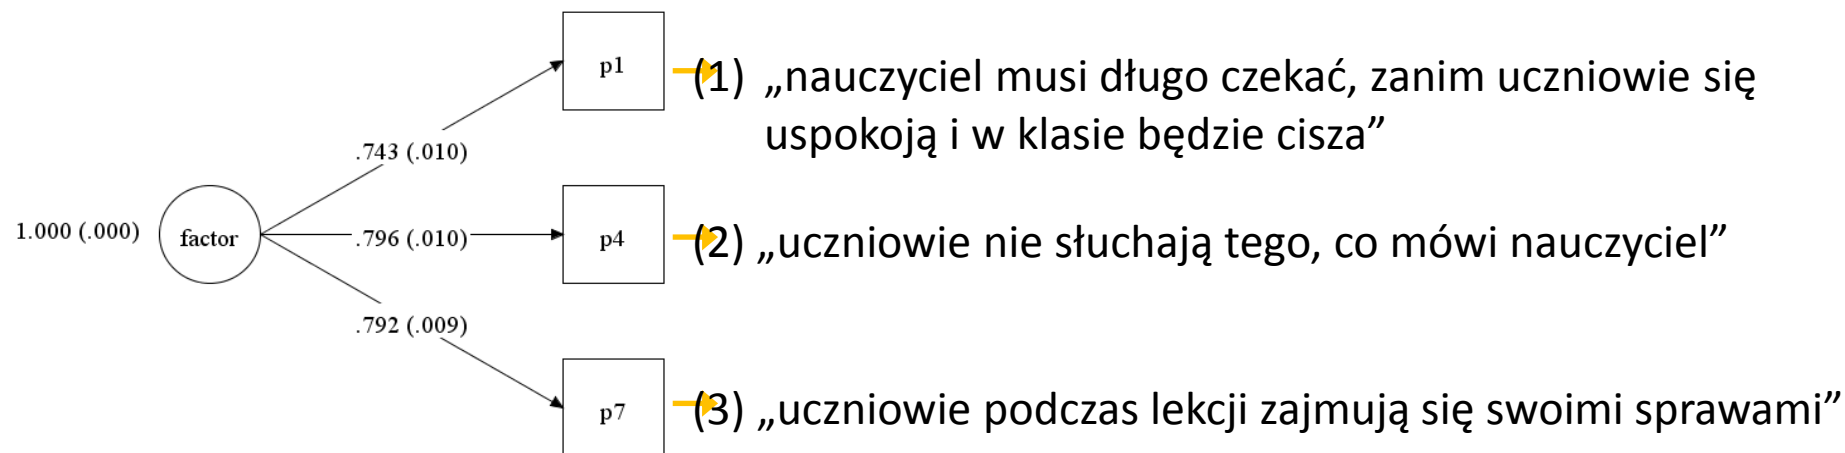 p1
(1) „nauczyciel musi długo czekać, zanim uczniowie się
uspokoją i w klasie będzie cisza”
.743 (.010)
1.000 (.000)
factor
.796 (.010)
p4
(2) „uczniowie nie słuchają tego, co mówi nauczyciel”
.792 (.009)
p7
(3) „uczniowie podczas lekcji zajmują się swoimi sprawami”